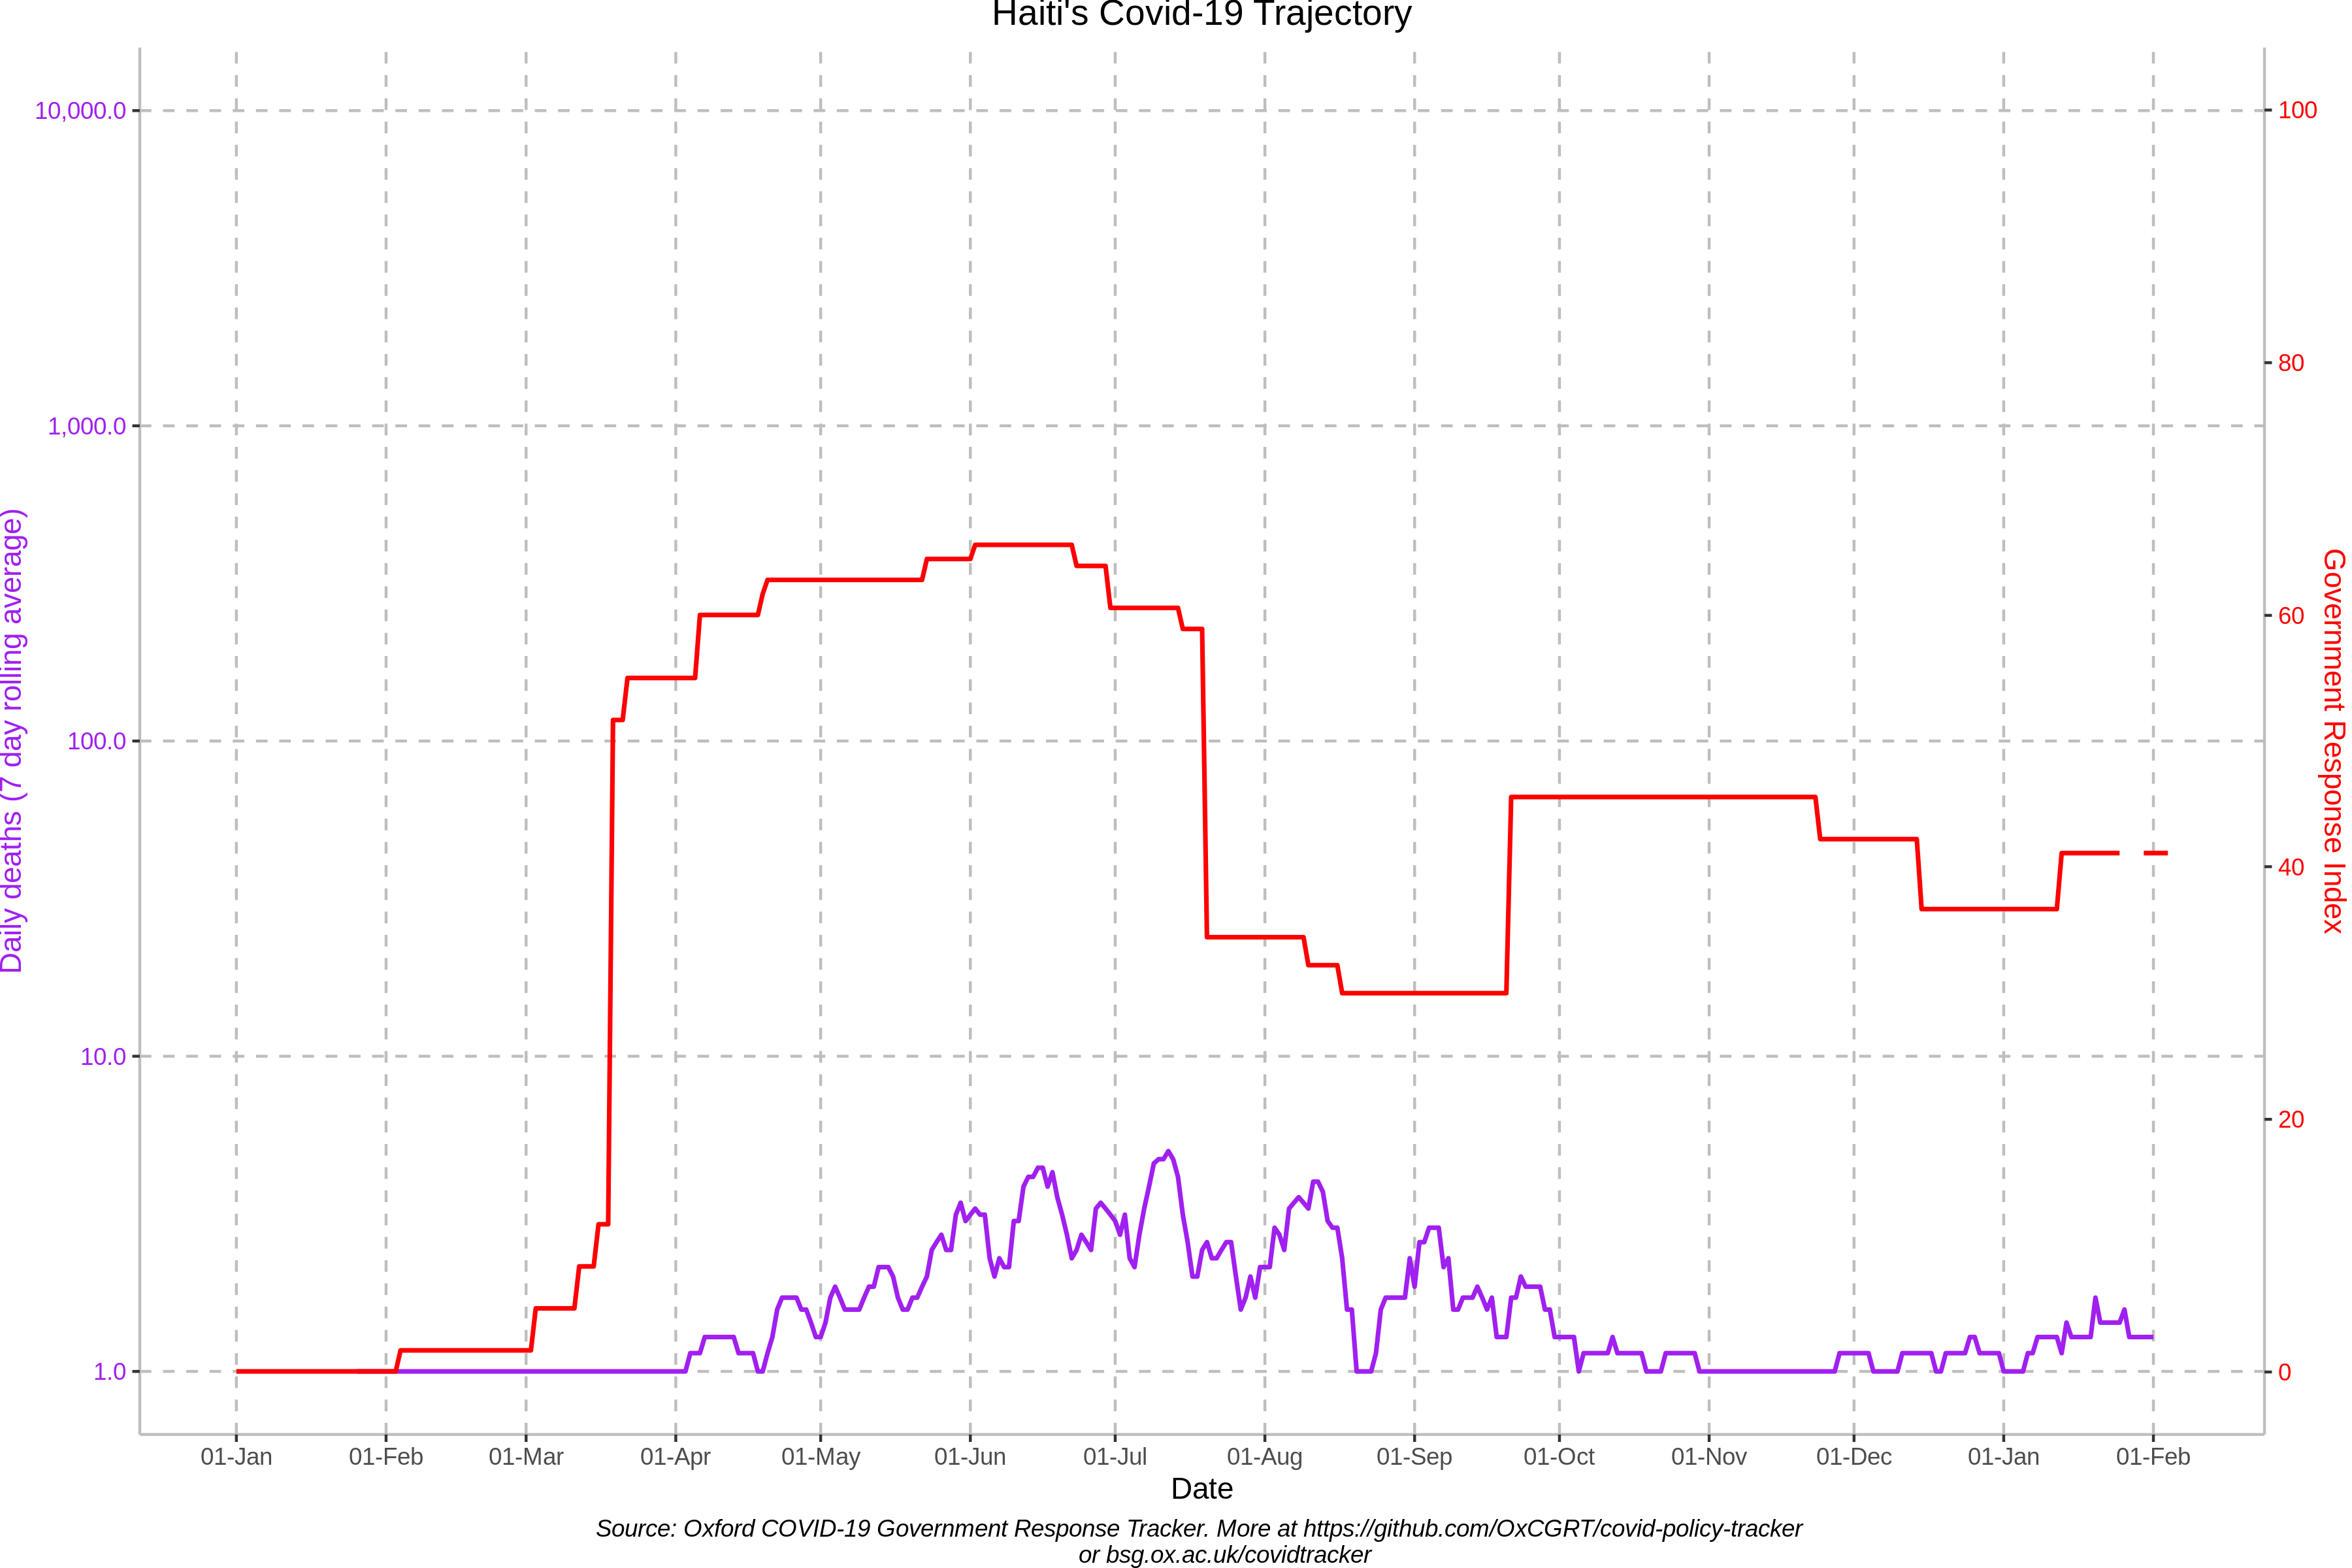 Haiti's Covid-19 Trajectory
10,000.0
1,000.0
100.0
10.0
1.0
Daily deaths (7 day rolling average)
100
80
60
40
20
0
Government Response Index
01-Jan 01-Feb 01-Mar 01-Apr 01-May 01-Jun 01-Jul 01-Aug 01-Sep 01-Oct 01-Nov 01-Dec 01-Jan 01-Feb
Date
Source: Oxford COVID-19 Government Response Tracker. More at https://github.com/OxCGRT/covid-policy-tracker
or bsg.ox.ac.uk/covidtracker